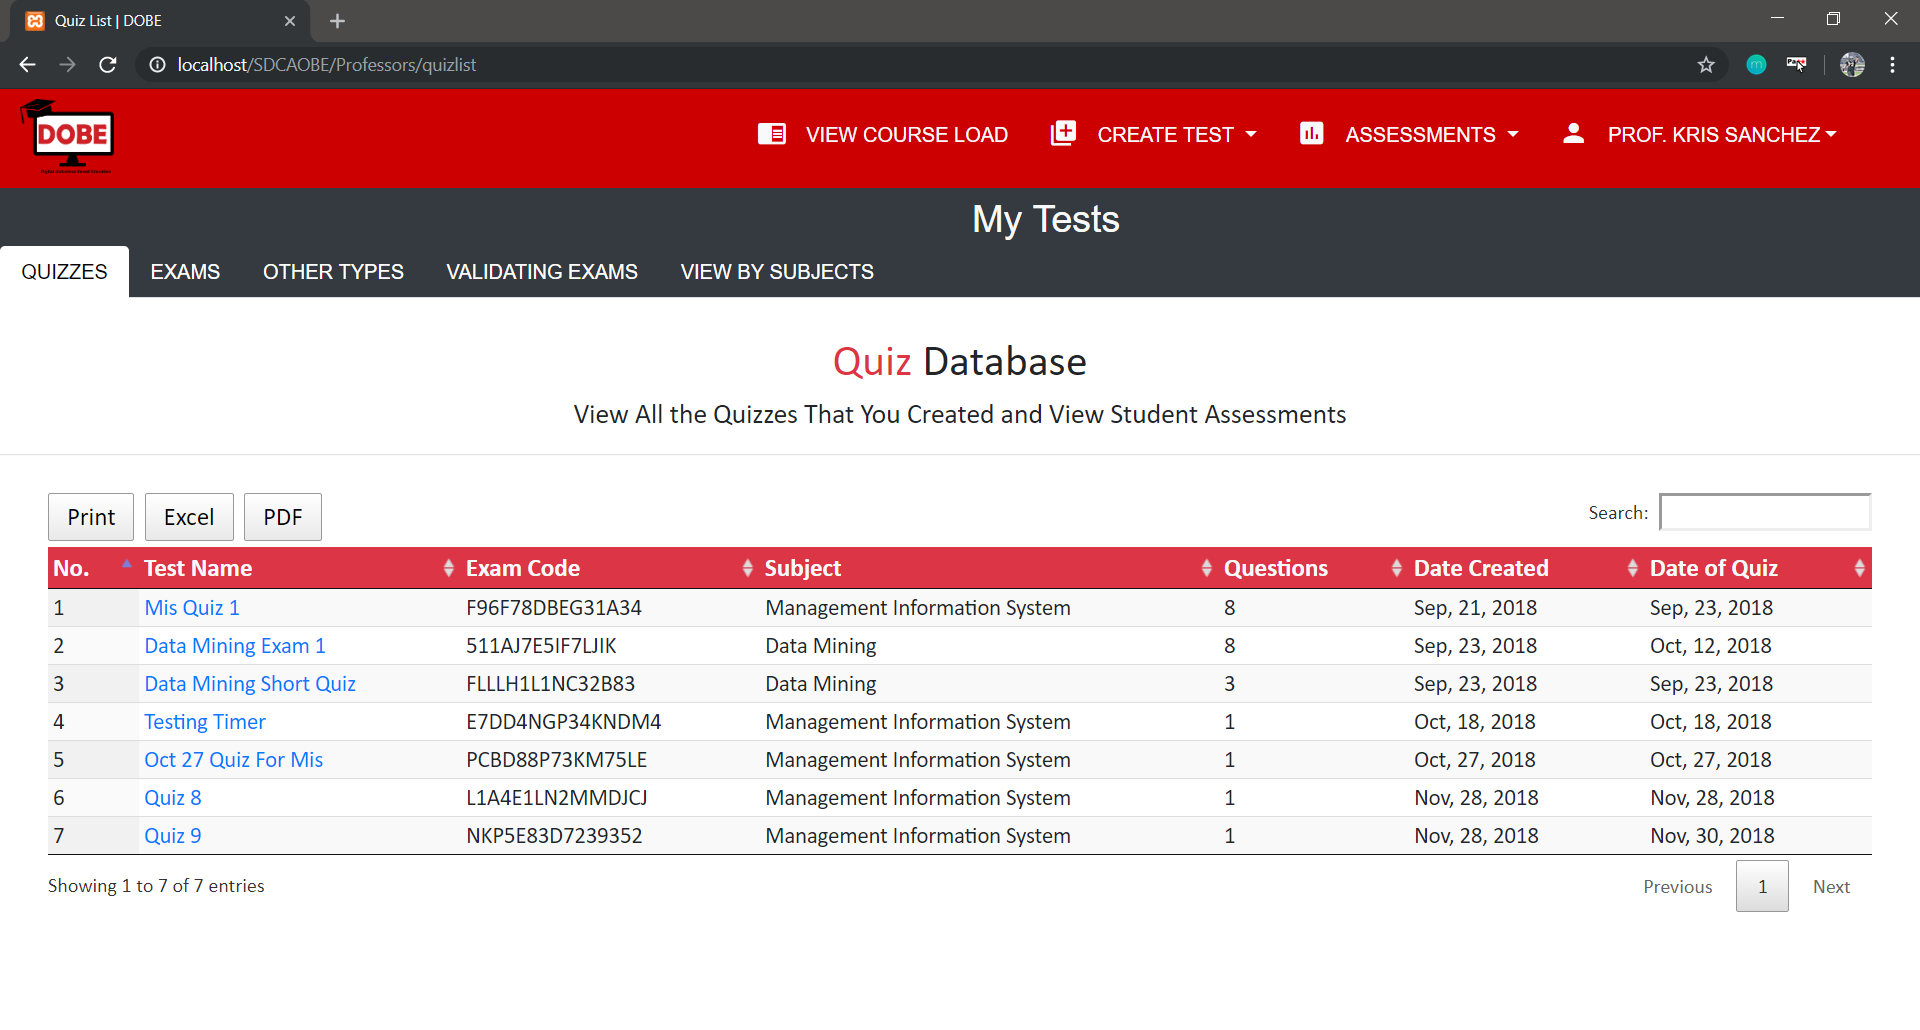 Quiz List | DOBE
localhost/SDCAOBE/Professors/quizlist
DOBE
VIEW COURSE LOAD
CREATE TEST
ASSESSMENTS
PROF. KRIS SANCHEZ
My Tests
QUIZZES EXAMS OTHER TYPES VALIDATING EXAMS VIEW BY SUBJECTS
Quiz Database
View All the Quizzes That You Created and View Student Assessments
Print Excel PDF Search:
No. Test Name Exam Code Subject Questions Date Created Date of Quiz
1 Mis Quiz 1 F96F78DBEG31A34 Management Information System 8 Sep, 21, 2018 Sep, 23, 2018
2 Data Mining Exam 1 511AJ7E5IF7LJIK Data Mining 8 Sep, 23, 2018 Oct, 12, 2018
3 Data Mining Short Quiz FLLLH1L1NC32B83 Data Mining 3 Sep, 23, 2018 Sep, 23, 2018
4 Testing Timer E7DD4NGP34KNDM4 Management Information System 1 Oct, 18, 2018 Oct, 18, 2018
5 Oct 27 Quiz For Mis PCBD88P73KM75LE Management Information System 1 Oct, 27, 2018 Oct, 27, 2018
6 Quiz 8 L1A4E1LN2MMDJCJ Management Information System 1 Nov, 28, 2018 Nov, 28, 2018
7 Quiz 9 NKP5E83D7239352 Management Information System 1 Nov, 28, 2018 Nov, 30, 2018
Showing 1 to 7 of 7 entries Previous 1 Next